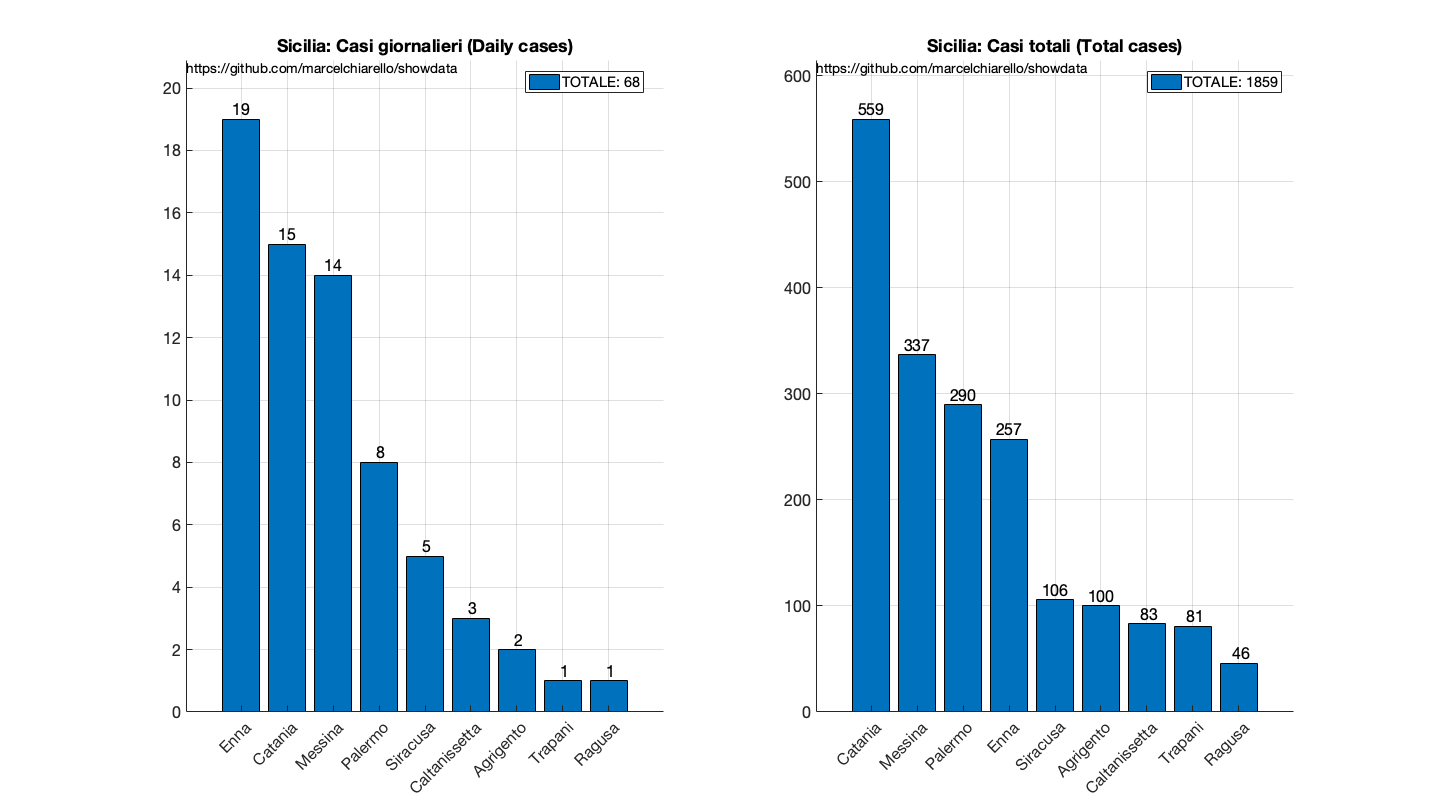 Sicilia: Casi giornalieri (Daily cases)
https://github.com/marcelchiarello/showdata
TOTALE: 68
20
18
16
14
12
10
8
6
4
2
0
19
15
14
8
5
3
2
1
1
Enna
Catania
Messina
Palermo
Siracusa
Caltanissetta
Agrigento
Trapani
Ragusa
Sicilia: Casi totali (Total cases)
https://github.com/marcelchiarello/showdata
TOTALE: 1859
600
500
400
300
200
100
0
559
337
290
257
106
100
83
81
46
Catania
Messina
Palermo
Enna
Siracusa
Agrigento
Caltanissetta
Trapani
Ragusa